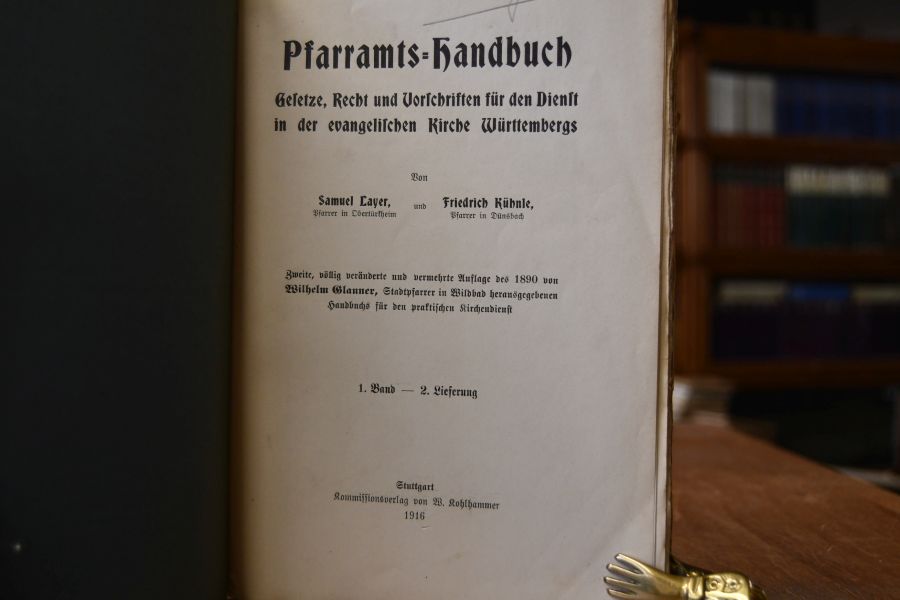 Pfarramts=Handbuch
Geſetze, Recht und Vorſchriften für den Dienſt
in der evangeliſchen Kirche Württembergs
Von
Samuel Layer, und Friedrich Kühnle,
Pfarrer in Obertürkheim Pfarrer in Dünsbach
Zweite, völlig veränderte und vermehrte Auflage des 1890 von
Wilhelm Glauner, Stadtpfarrer in Wildbad herausgegebenen
Handbuchs für den praktiſchen Kirchendienſt
1. Band — 2. Lieferung
Stuttgart
Kommiſſionsverlag von W. Kohlhammer
1916